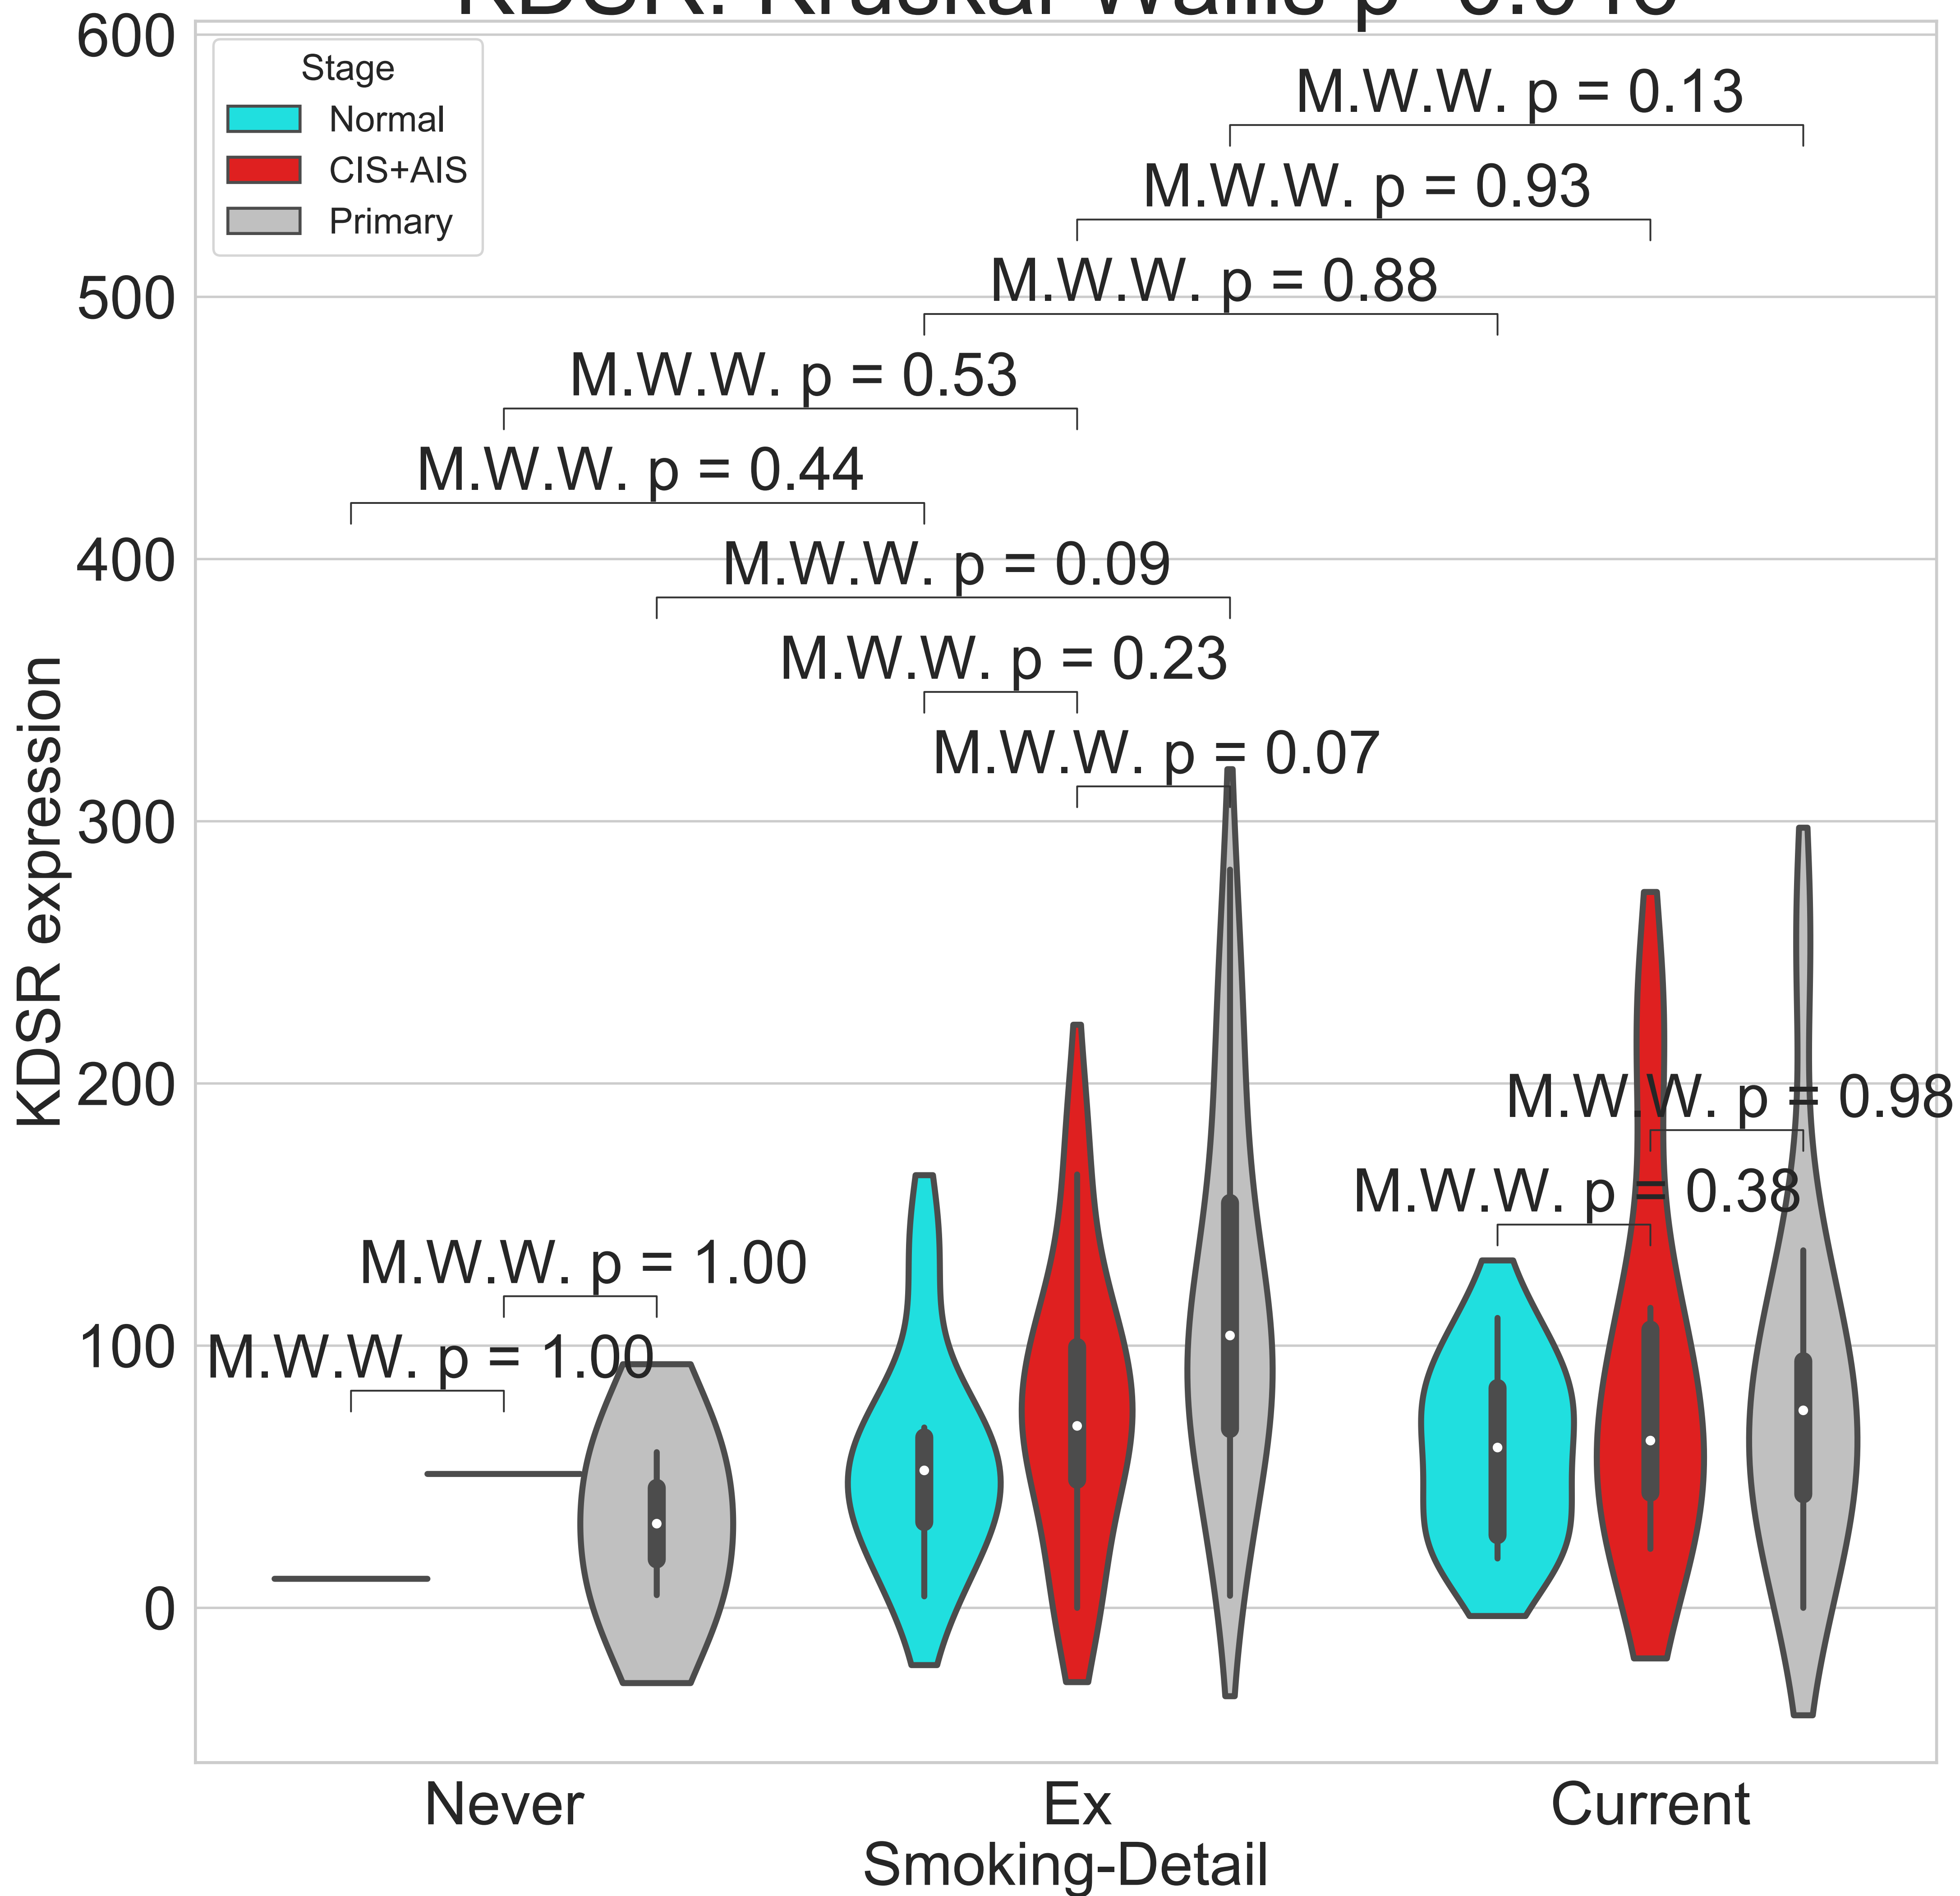 600
Stage
Normal
CIS+AIS
Primary
M.W.W. p = 0.13
M.W.W. p = 0.93
500
M.W.W. p = 0.88
M.W.W. p = 0.53
M.W.W. p = 0.44
400
M.W.W. p = 0.09
M.W.W. p = 0.23
M.W.W. p = 0.07
300
KDSR expression
200
M.W.W. p = 0.98
M.W.W. p = 0.38
M.W.W. p = 1.00
100
M.W.W. p = 1.00
0
Never
Ex
Current
Smoking-Detail